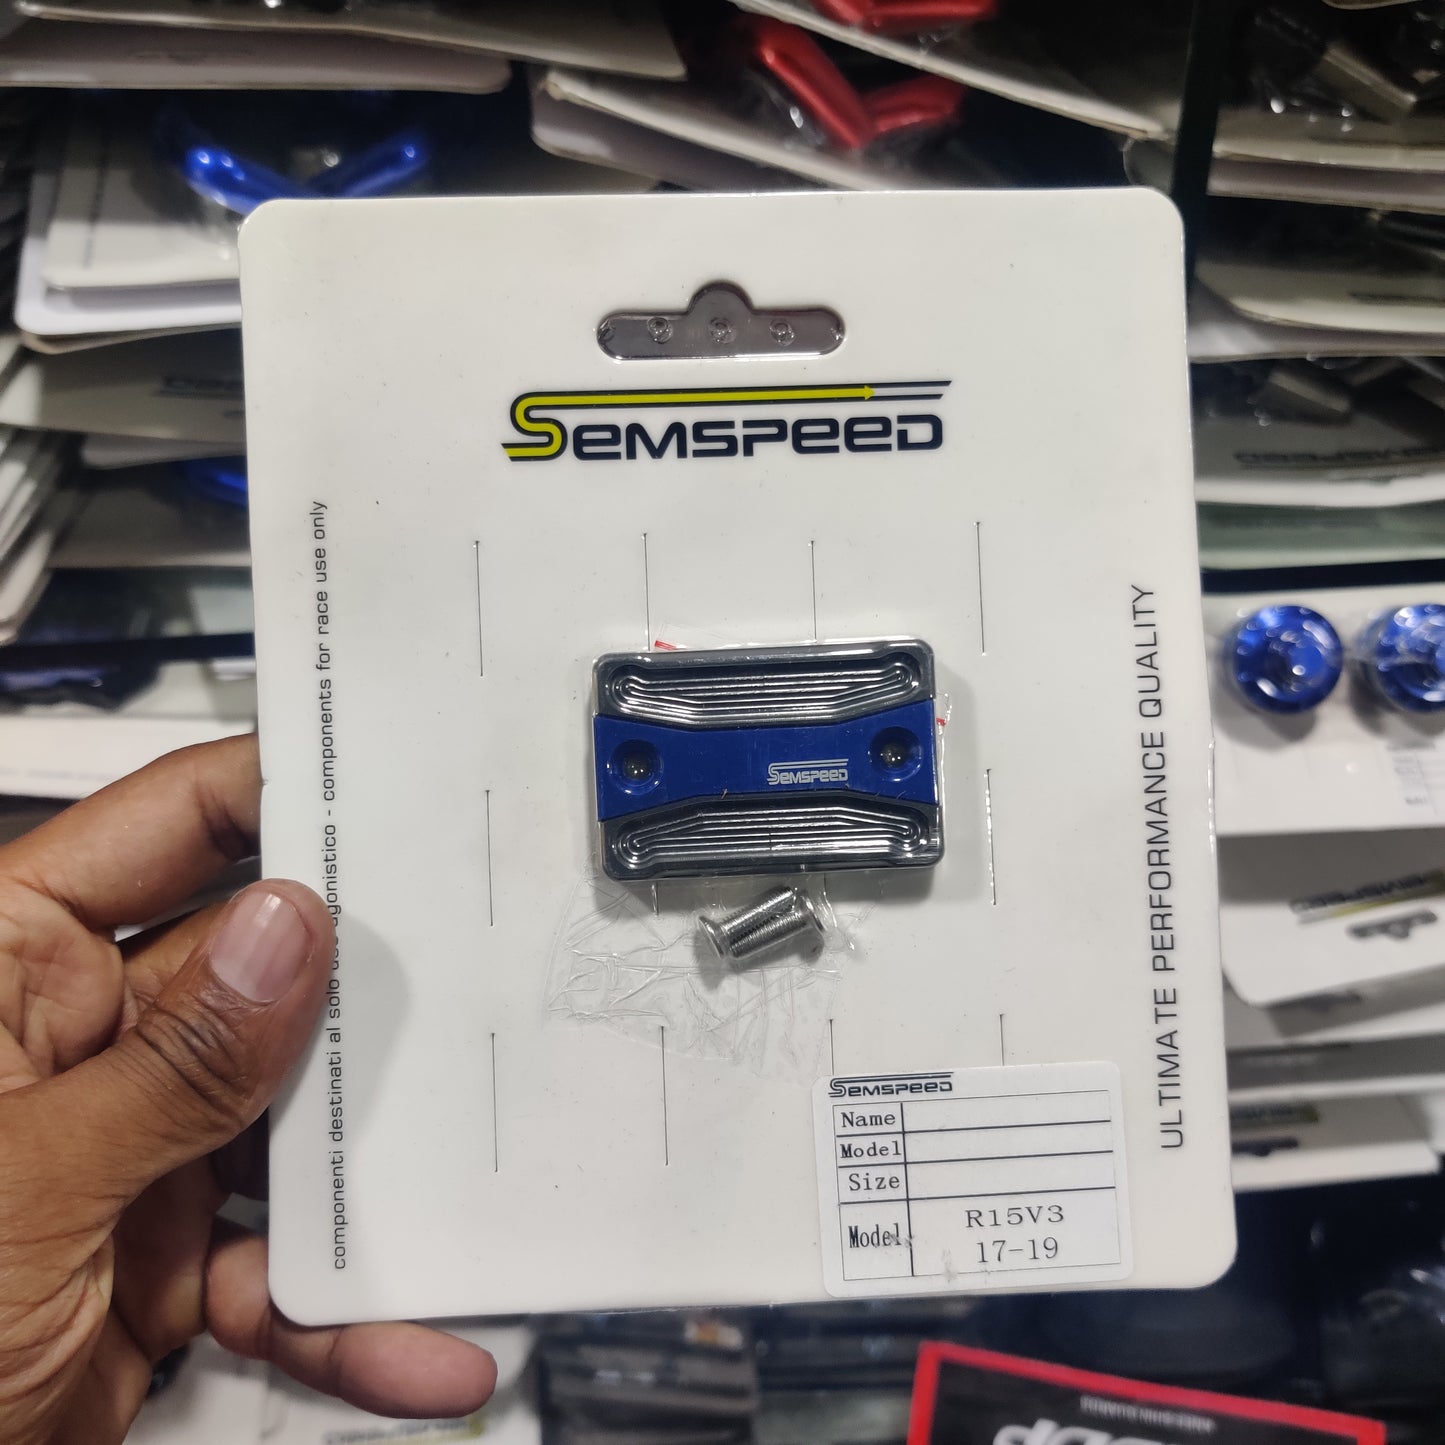 SEMSPEED
componenti destinati al solo uso agonistico - components for race use only
SEMSPEED
ULTIMATE PERFORMANCE QUALITY
SEMSPEED
Name
Model
Size
Model R15V3
17-19